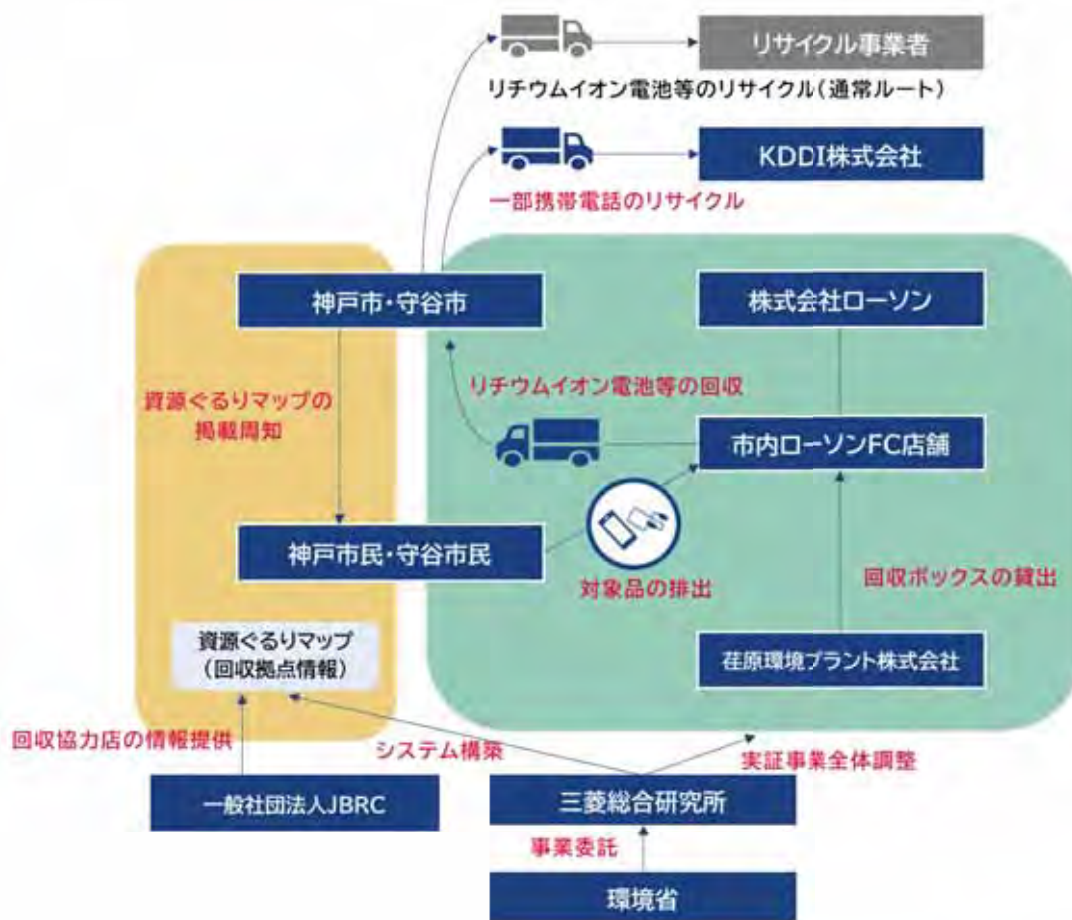 リサイクル事業者
リチウムイオン電池等のリサイクル(通常ルート)
KDDI株式会社
一部携帯電話のリサイクル
神戸市・守谷市
株式会社ローソン
リチウムイオン電池等の回収
資源ぐるりマップの
掲載周知
市内ローソンFC店舗
神戸市民・守谷市民
対象品の排出
回収ボックスの貸出
資源ぐるりマップ
(回収拠点情報)
荏原環境プラント株式会社
回収協力店の情報提供
システム構築
実証事業全体調整
一般社団法人JBRC
三菱総合研究所
事業委託
環境省